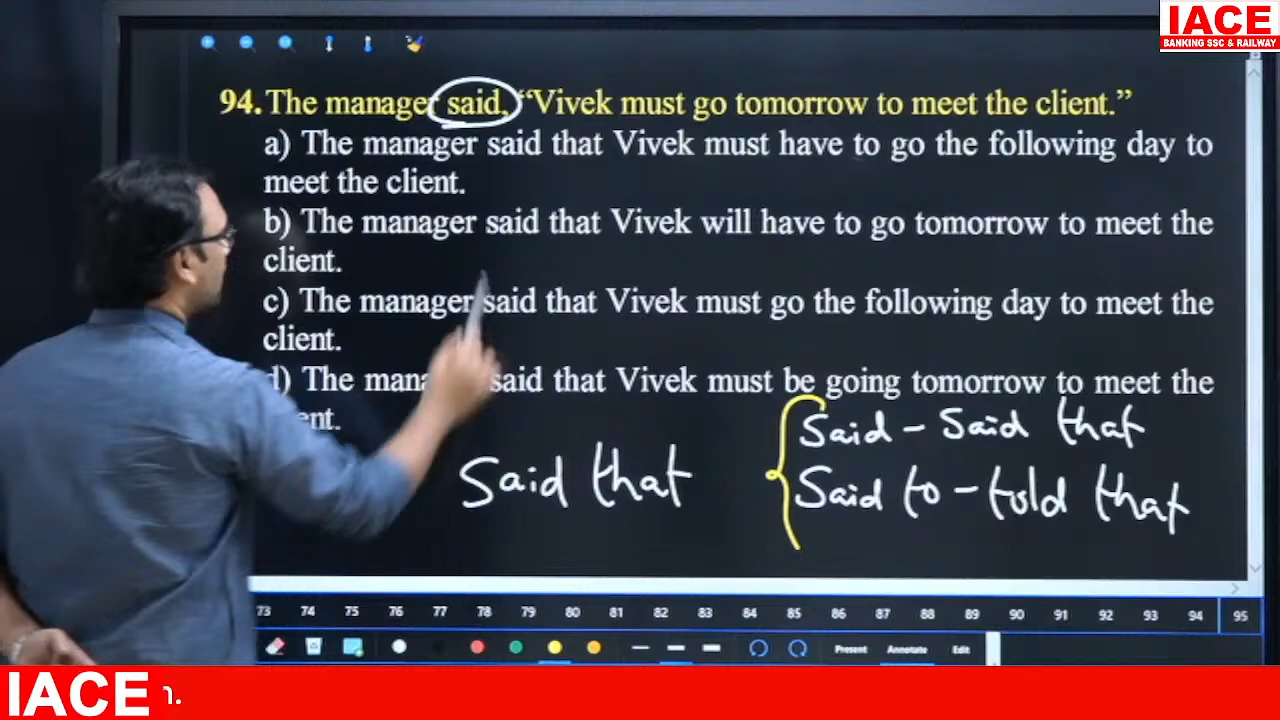 IACE
BANKING SSC & RAILWAY
94. The manager said, “Vivek must go tomorrow to meet the client.”
a) The manager said that Vivek must have to go the following day to
meet the client.
b) The manager said that Vivek will have to go tomorrow to meet the
client.
c) The manager said that Vivek must go the following day to meet the
client.
d) The said that Vivek must be going tomorrow to meet the
Said that
Said - Said that
Said to - told that
73 74 75 76 77 78 79 80 81 82 83 84 85 86 87 88 89 90 91 92 93 94 95
Present Annotate Edit
IACE